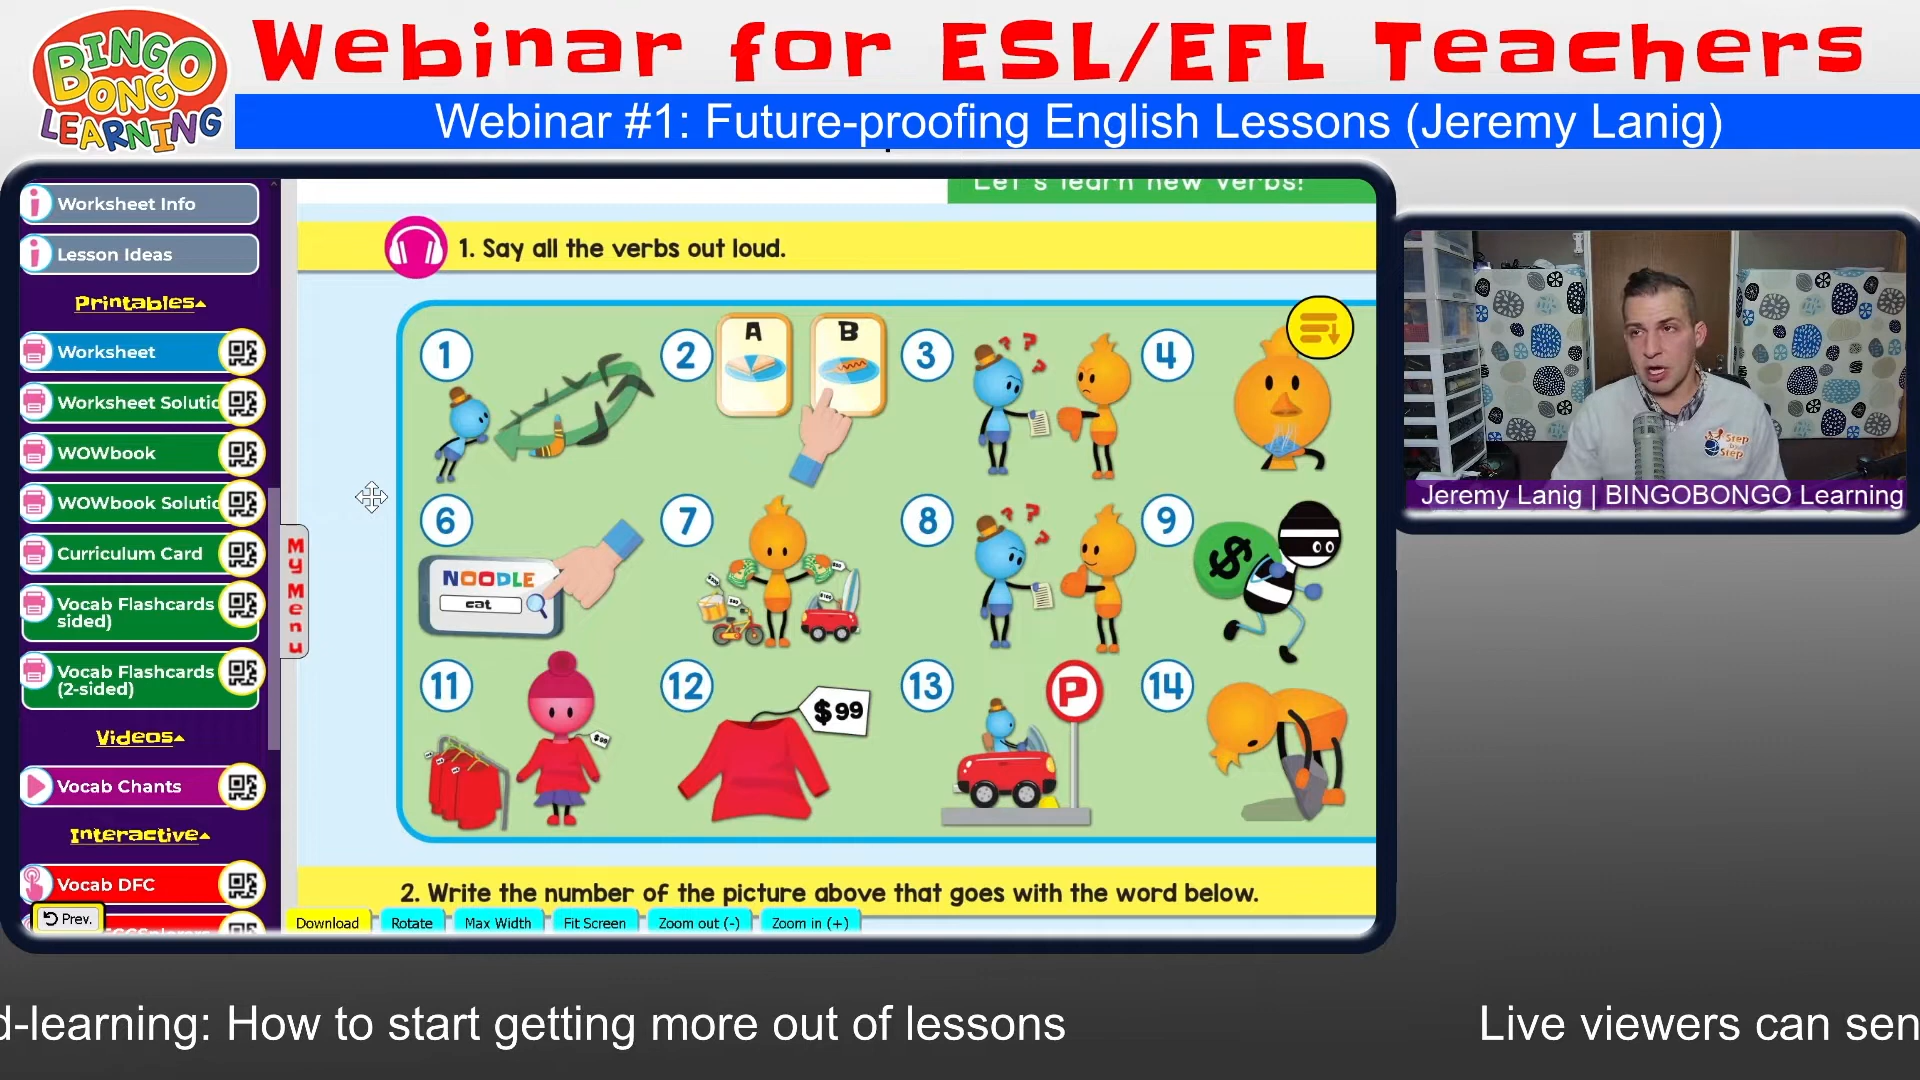 BINGO
BONGO
LEARNING
Webinar for ESL/EFL Teachers
Webinar #1: Future-proofing English Lessons (Jeremy Lanig)
Worksheet Info
Lesson Ideas
Printables
Worksheet
Worksheet Solutio
WOWbook
WOWbook Solutio
Curriculum Card
Vocab Flashcards
sided)
Vocab Flashcards
(2-sided)
Videos
Vocab Chants
Interactive
Vocab DFC
Prev.
My Menu
Let's learn new verbs!
1. Say all the verbs out loud.
1
2
A
B
3
4
6
NOODLE
cat
7
8
9
$
11
12
$99
13
P
14
2. Write the number of the picture above that goes with the word below.
Download
Rotate
Max Width
Fit Screen
Zoom out (-)
Zoom in (+)
Step
by
Step
Jeremy Lanig | BINGOBONGO Learning
d-learning: How to start getting more out of lessons
Live viewers can sen